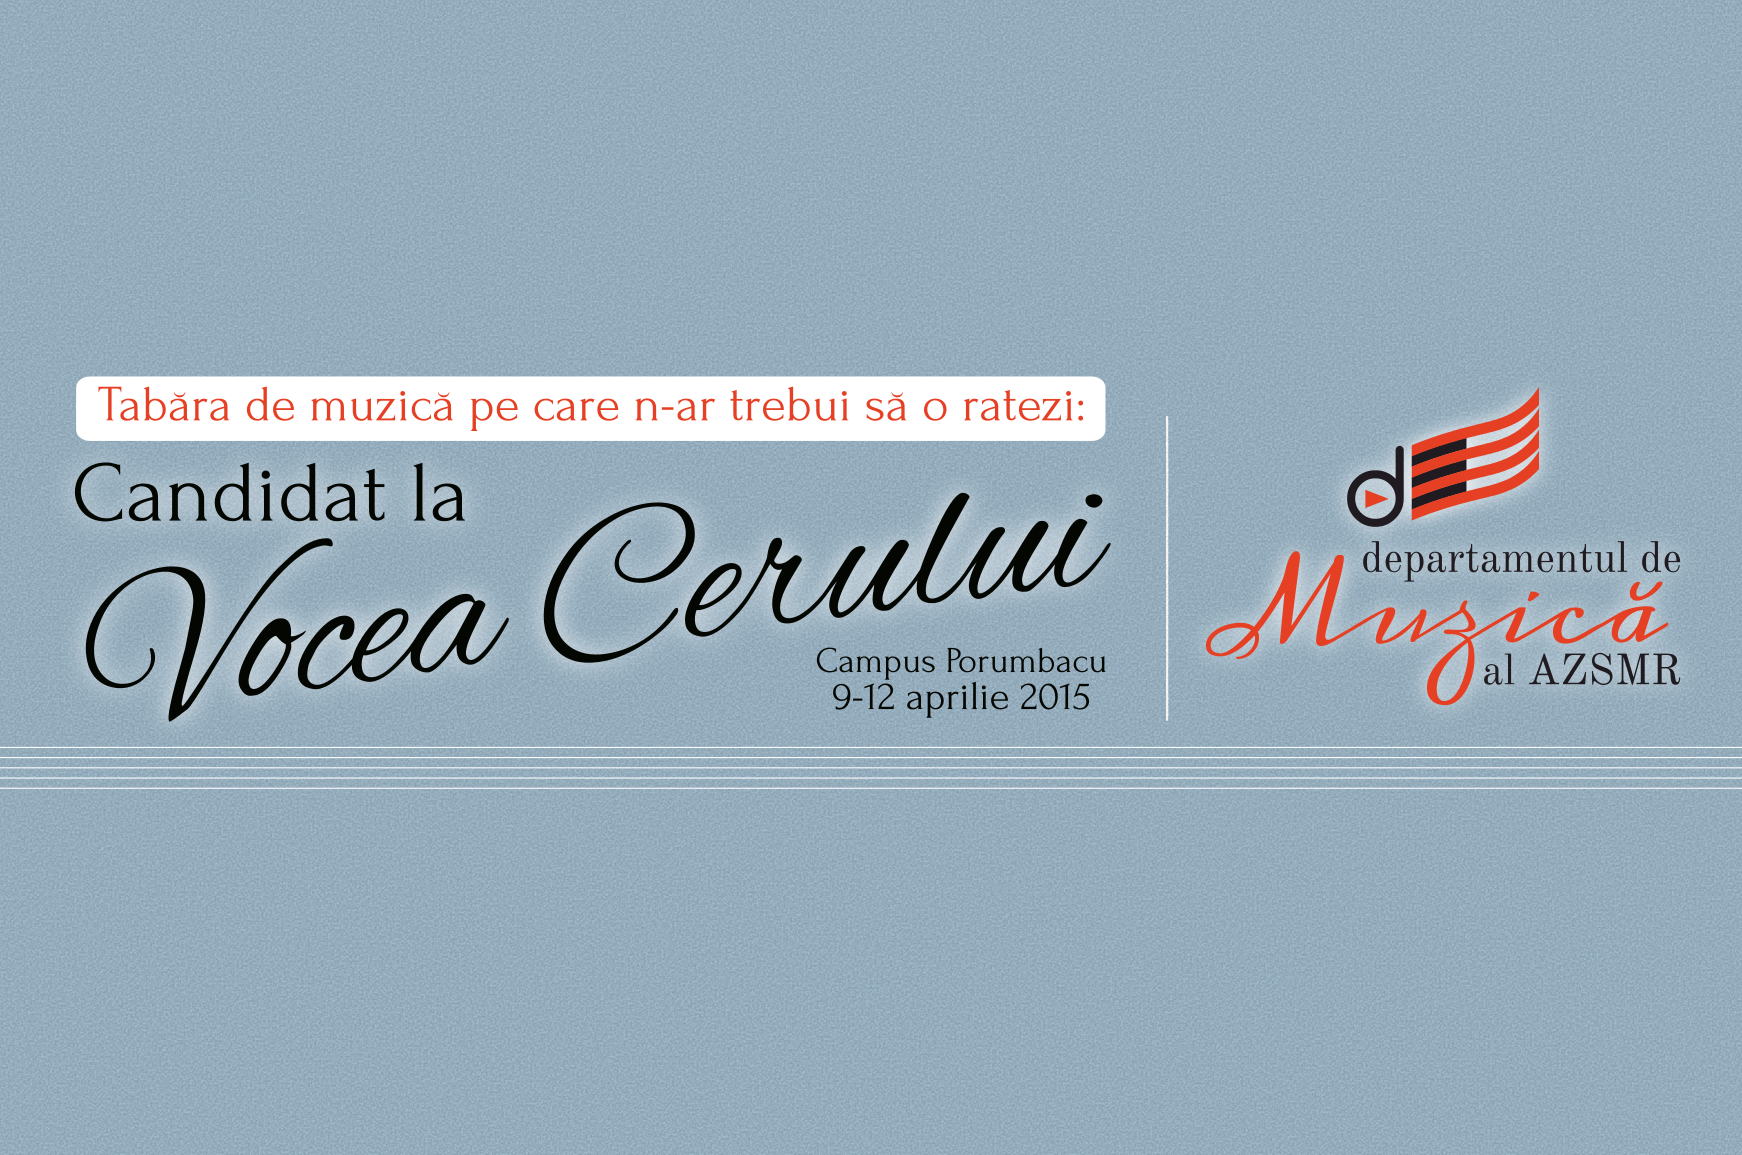 Tabăra de muzică pe care n-ar trebui să o ratezi:
Candidat la
Vocea Cerului
Campus Porumbacu
9-12 aprilie 2015
departamentul de
Muzică
al AZSMR